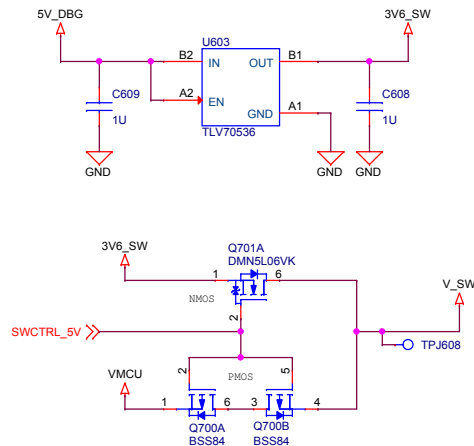 5V_DBG
3V6_SW
U603
B2 IN OUT B1
C609
1U
A2 EN
GND A1
C608
1U
TLV70536
GND
GND
GND
Q701A
DMN5L06VK
3V6_SW
1
6
V_SW
NMOS
2
SWCTRL_5V
TPJ608
VMCU
2
PMOS
5
1
6
3
4
Q700A
BSS84
Q700B
BSS84